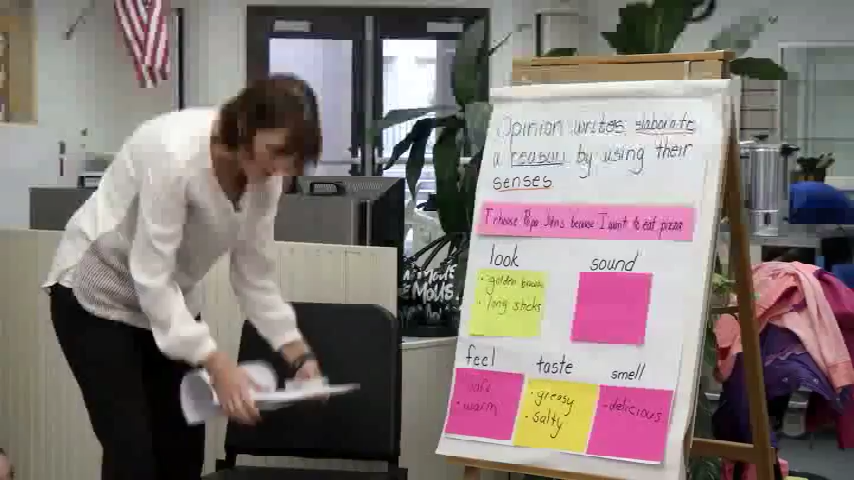 Opinion writes elaborate
a reason by using their
senses
I choose Papa Johns because I want to eat pizza
look
sound
• golden brown
• long sticks
feel
taste
smell
• soft
• warm
• greasy
• salty
• delicious